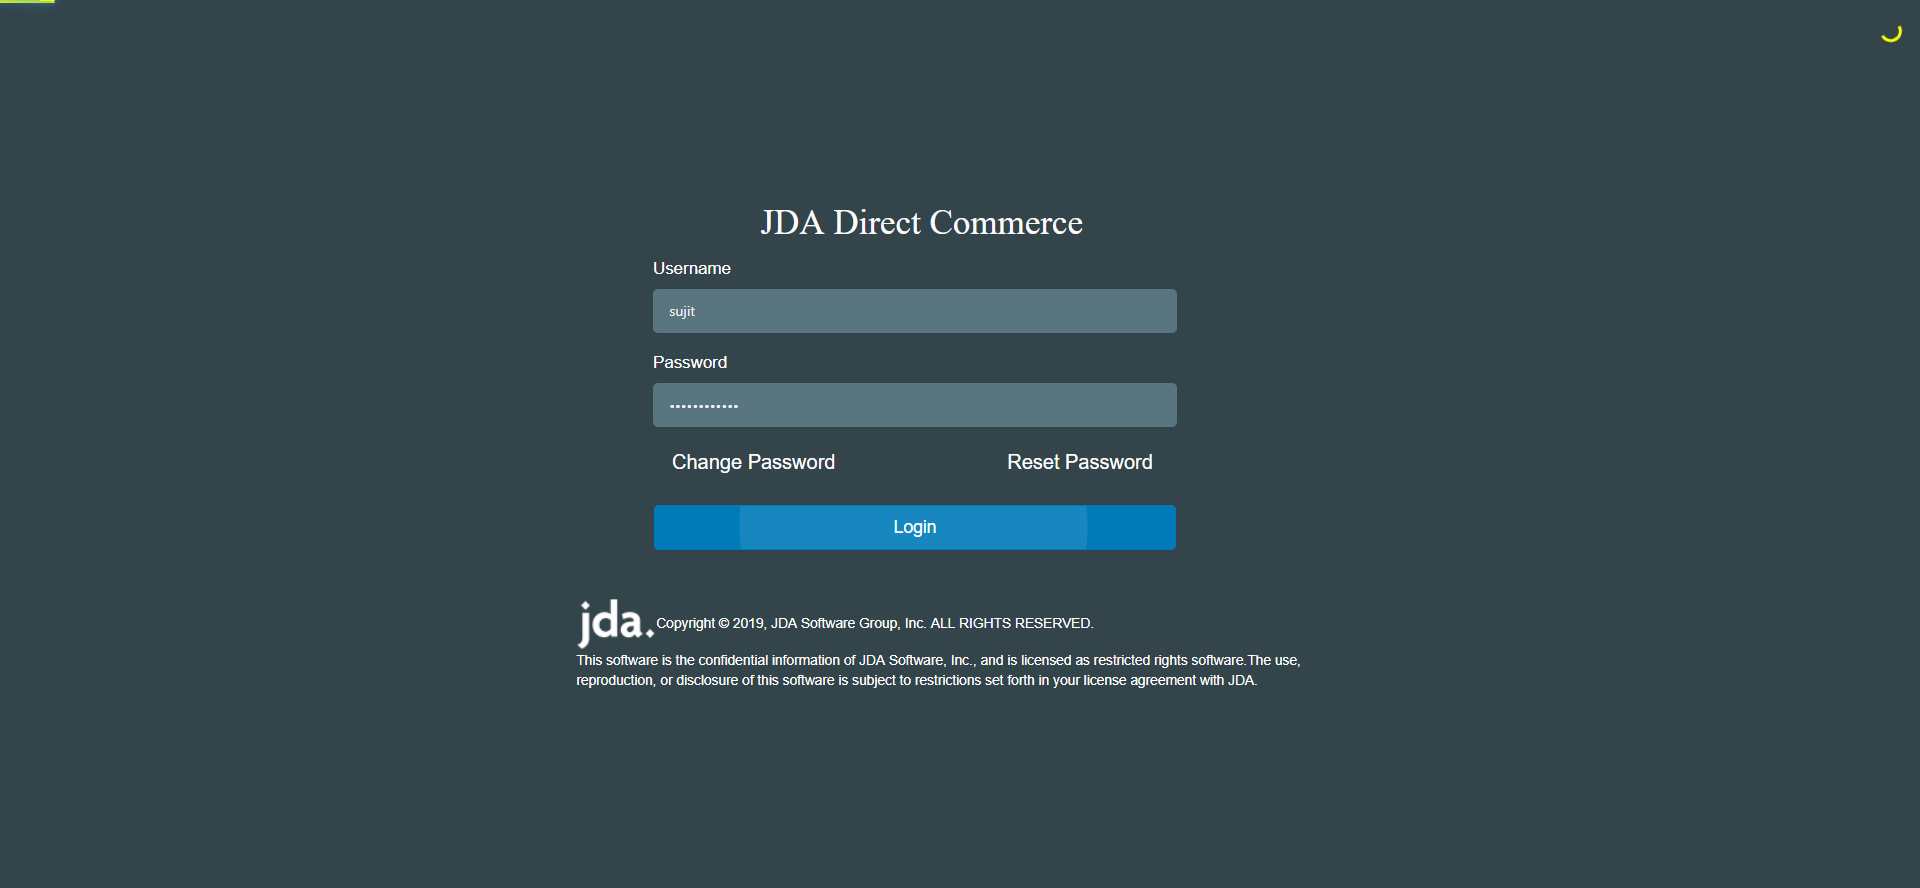 JDA Direct Commerce
Username
sujit
Password
••••••••••••
Change Password Reset Password
Login
jda. Copyright © 2019, JDA Software Group, Inc. ALL RIGHTS RESERVED.
This software is the confidential information of JDA Software, Inc., and is licensed as restricted rights software.The use,
reproduction, or disclosure of this software is subject to restrictions set forth in your license agreement with JDA.